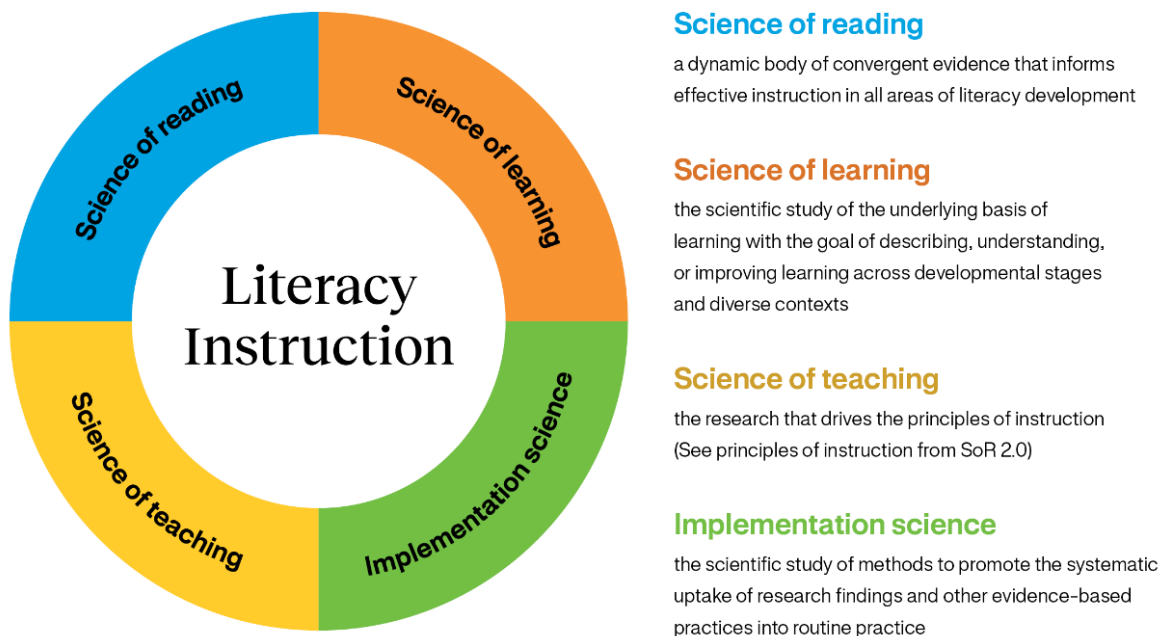 Science of reading
Science of learning
Literacy
Instruction
Science of teaching
Implementation science
Science of reading
a dynamic body of convergent evidence that informs
effective instruction in all areas of literacy development
Science of learning
the scientific study of the underlying basis of
learning with the goal of describing, understanding,
or improving learning across developmental stages
and diverse contexts
Science of teaching
the research that drives the principles of instruction
(See principles of instruction from SoR 2.0)
Implementation science
the scientific study of methods to promote the systematic
uptake of research findings and other evidence-based
practices into routine practice